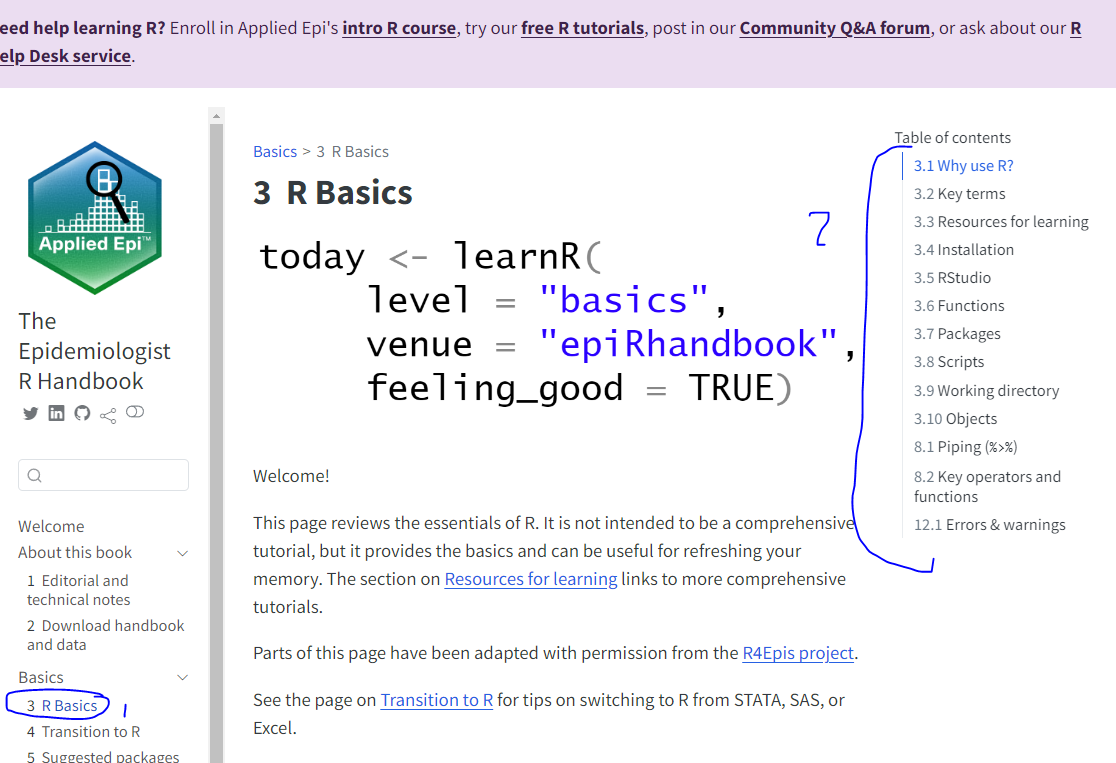 eed help learning R? Enroll in Applied Epi's intro R course, try our free R tutorials, post in our Community Q&A forum, or ask about our R
elp Desk service.
Applied Epi™
The
Epidemiologist
R Handbook
Welcome
About this book
1 Editorial and
technical notes
2 Download handbook
and data
Basics
3 R Basics
1
4 Transition to R
5 Suggested packages
Basics > 3 R Basics
3 R Basics
today <- learnR(
level = "basics",
venue = "epiRhandbook",
feeling_good = TRUE)
Welcome!
This page reviews the essentials of R. It is not intended to be a comprehensive
tutorial, but it provides the basics and can be useful for refreshing your
memory. The section on Resources for learning links to more comprehensive
tutorials.
Parts of this page have been adapted with permission from the R4Epis project.
See the page on Transition to R for tips on switching to R from STATA, SAS, or
Excel.
2
Table of contents
3.1 Why use R?
3.2 Key terms
3.3 Resources for learning
3.4 Installation
3.5 RStudio
3.6 Functions
3.7 Packages
3.8 Scripts
3.9 Working directory
3.10 Objects
8.1 Piping (%>%)
8.2 Key operators and
functions
12.1 Errors & warnings